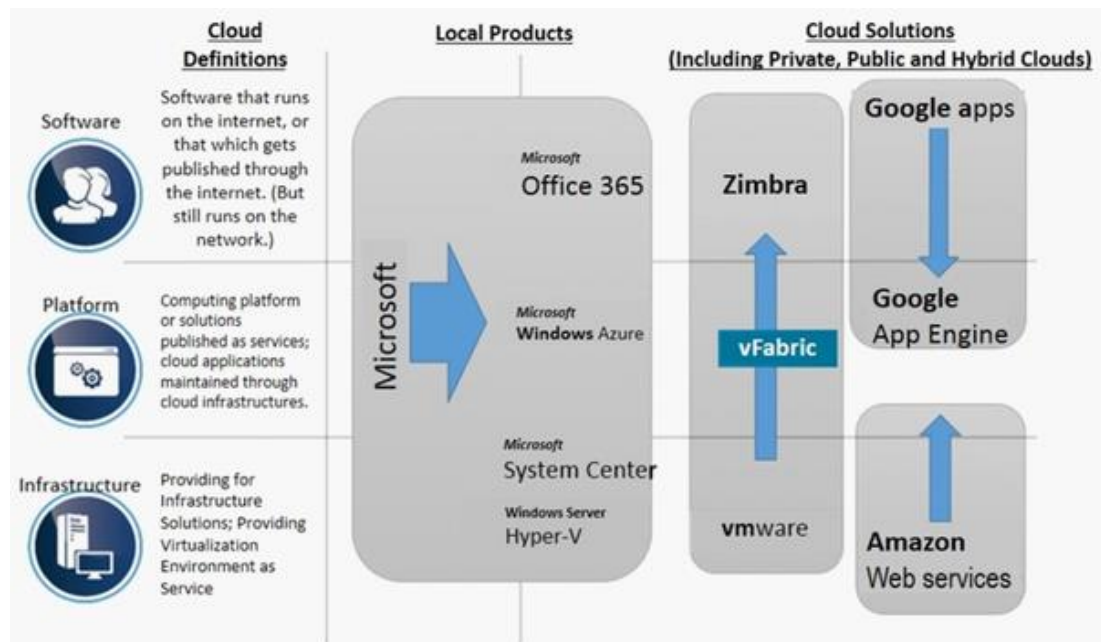 Cloud
Definitions
Local Products
Cloud Solutions
(Including Private, Public and Hybrid Clouds)
Software
Software that runs
on the internet, or
that which gets
published through
the internet. (But
still runs on the
network.)
Microsoft
Microsoft
Office 365
Zimbra
Google apps
Platform
Computing platform
or solutions
published as services;
cloud applications
maintained through
cloud infrastructures.
Microsoft
Windows Azure
vFabric
Google
App Engine
Infrastructure
Providing for
Infrastructure
Solutions; Providing
Virtualization
Environment as
Service
Microsoft
System Center
Windows Server
Hyper-V
vmware
Amazon
Web services